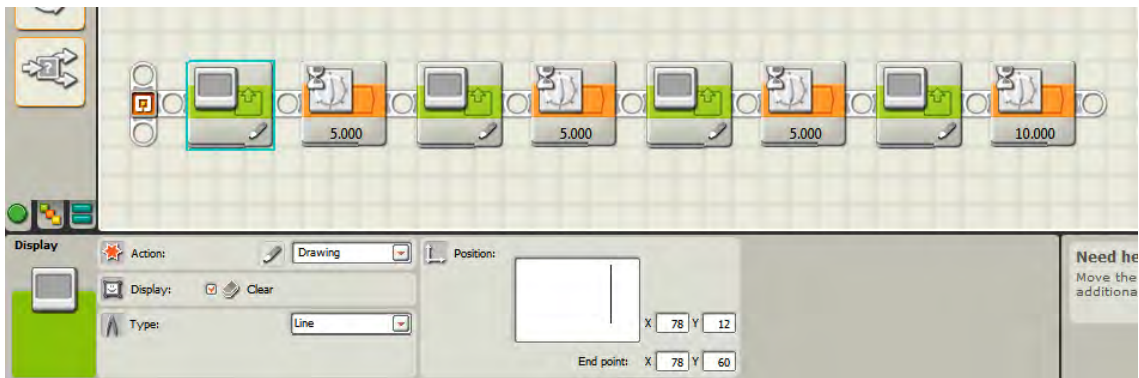 5.000
5.000
5.000
10.000
Display
Action:
Drawing
Position:
Display:
Clear
Type:
Line
X 78 Y 12
End point: X 78 Y 60
Need he
Move the
additiona